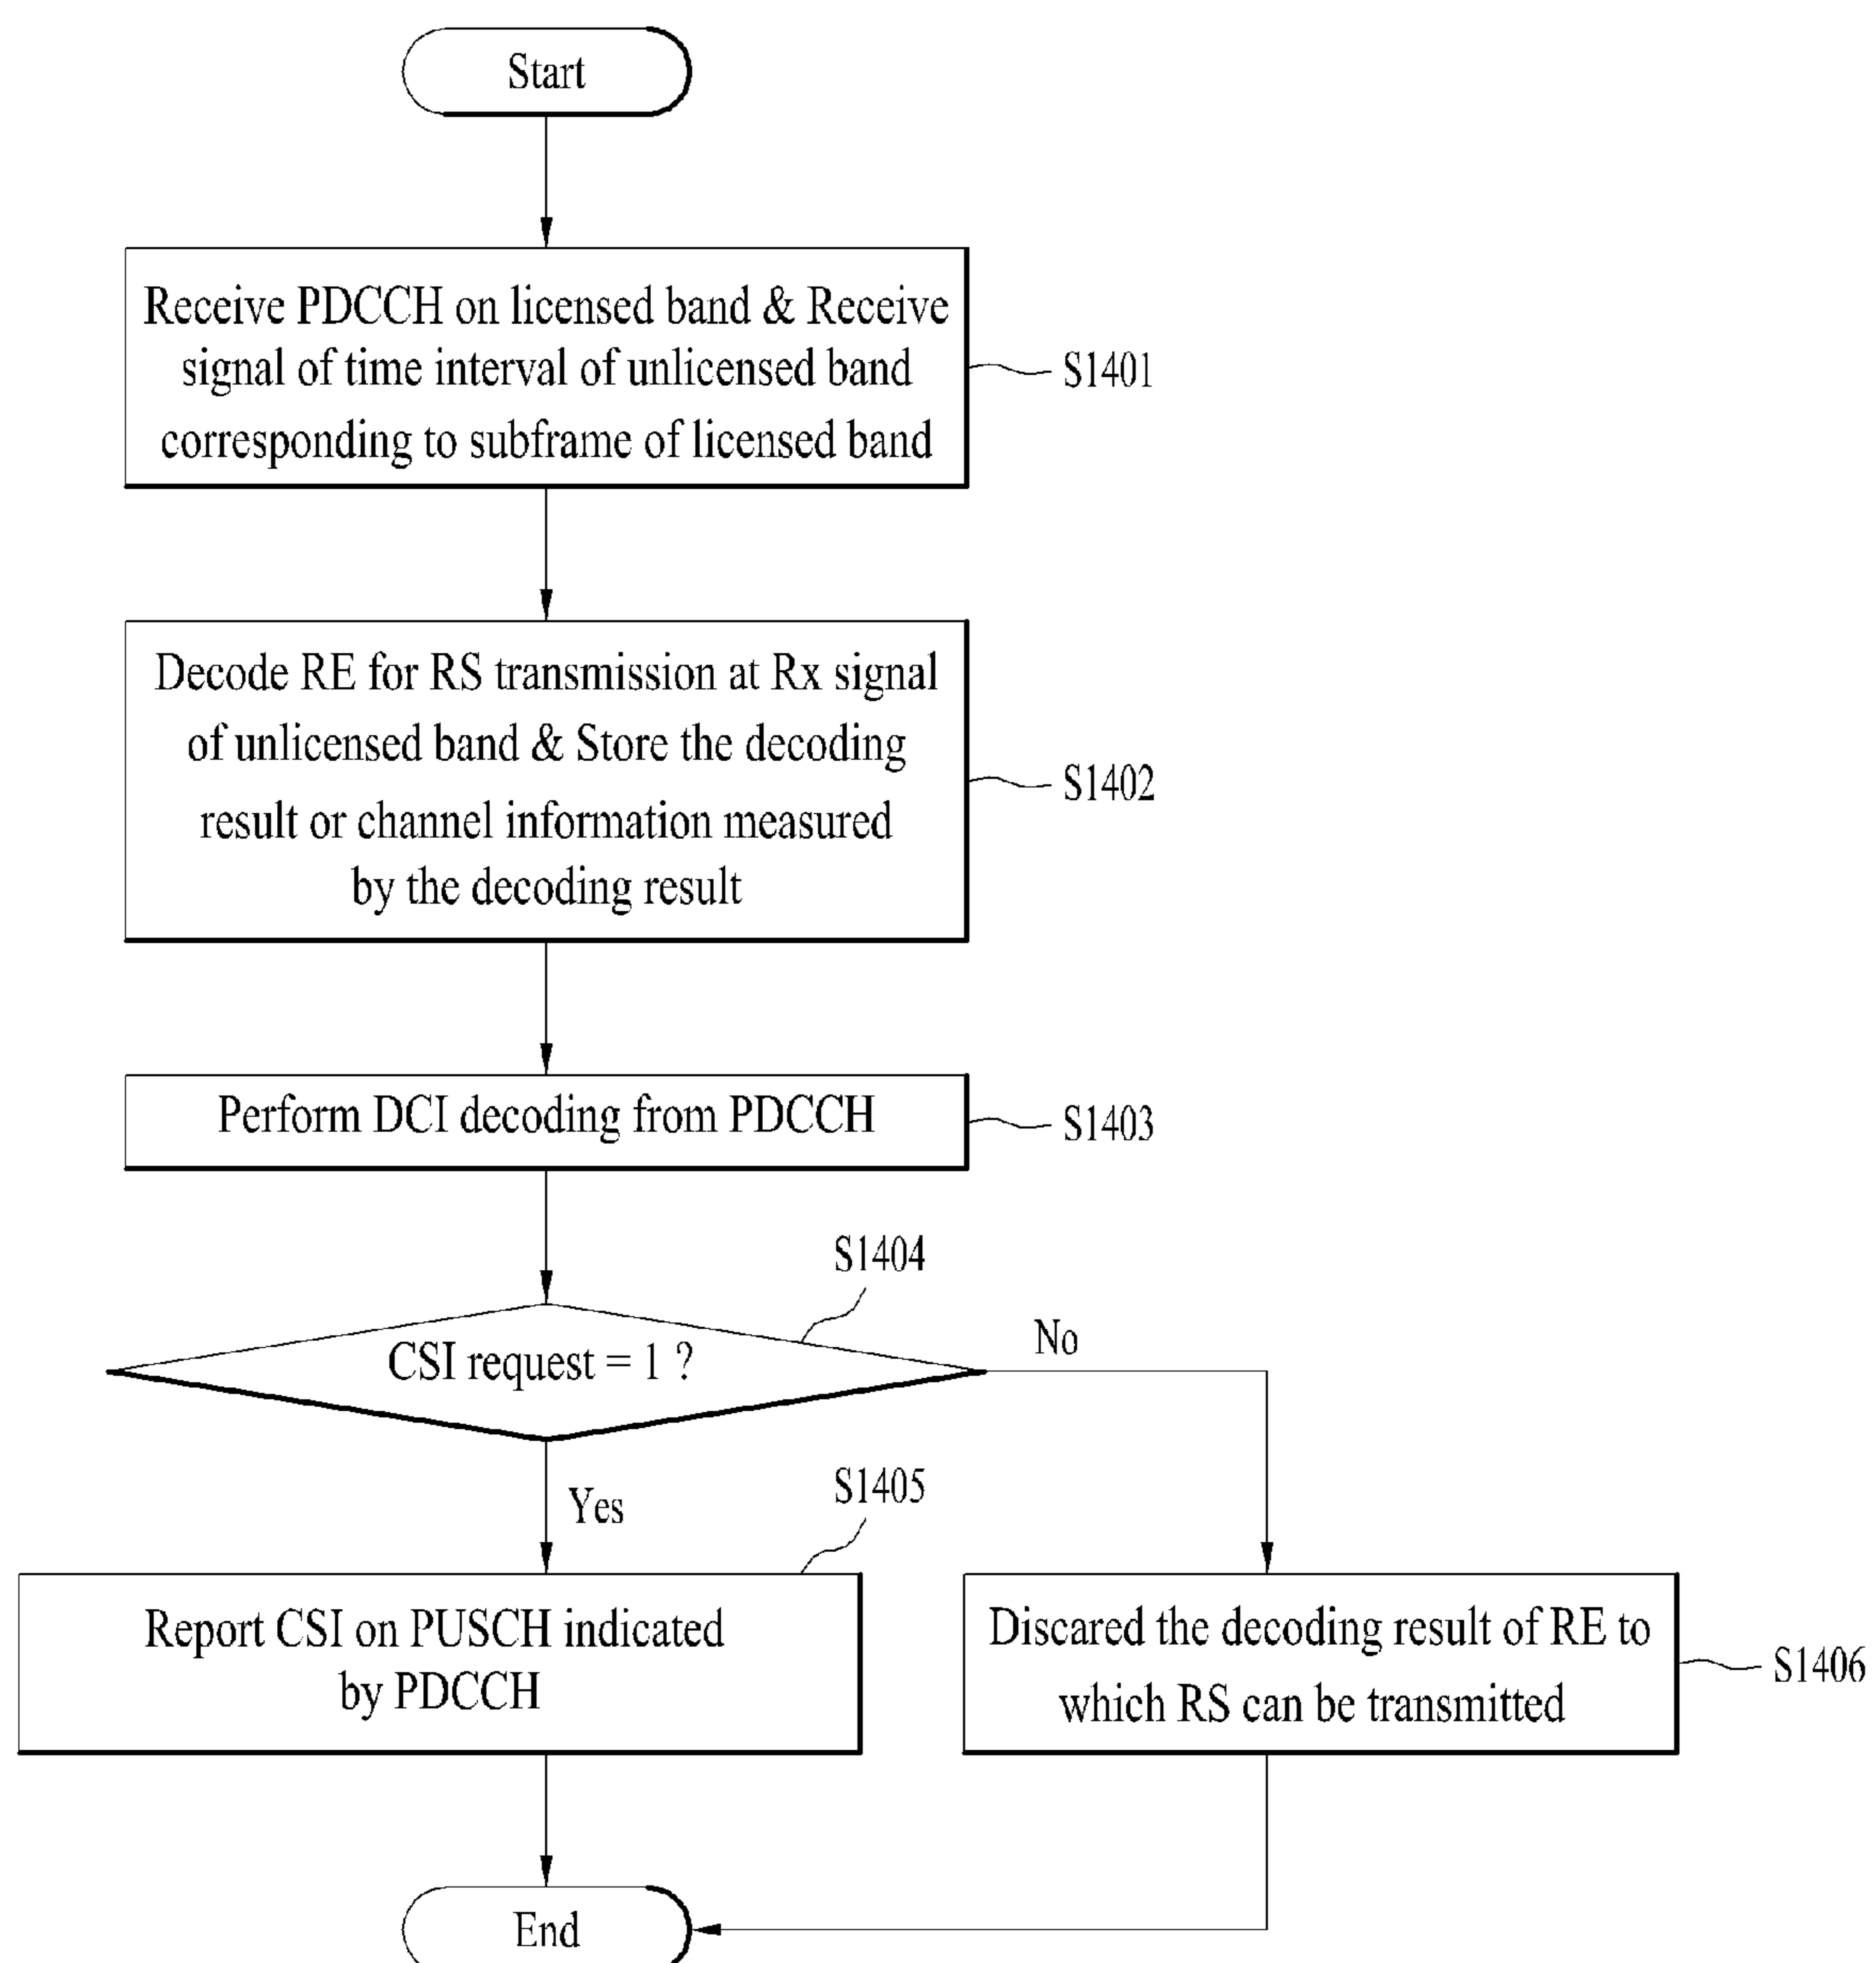 Start
Receive PDCCH on licensed band & Receive
signal of time interval of unlicensed band
corresponding to subframe of licensed band
S1401
Decode RE for RS transmission at Rx signal
of unlicensed band & Store the decoding
result or channel information measured
by the decoding result
S1402
Perform DCI decoding from PDCCH
S1403
S1404
CSI request = 1 ?
No
Yes
S1405
Report CSI on PUSCH indicated
by PDCCH
Discared the decoding result of RE to
which RS can be transmitted
S1406
End